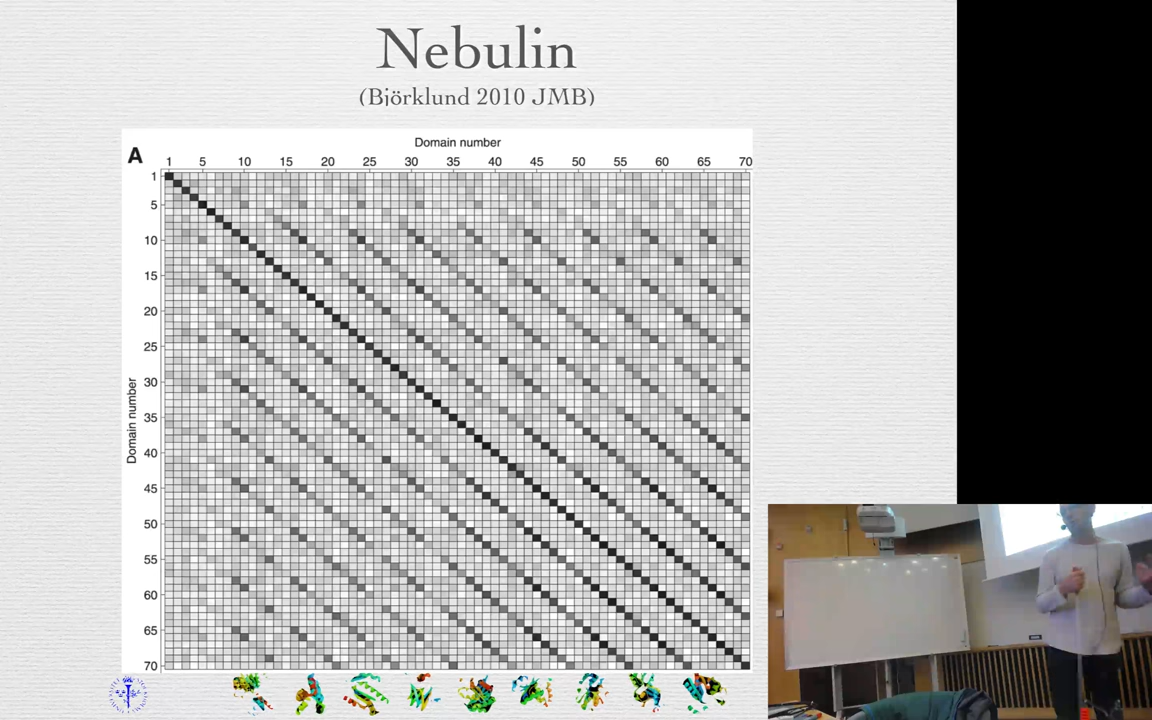 Nebulin
(Björklund 2010 JMB)
A
Domain number
1 5 10 15 20 25 30 35 40 45 50 55 60 65 70
Domain number
1
5
10
15
20
25
30
35
40
45
50
55
60
65
70